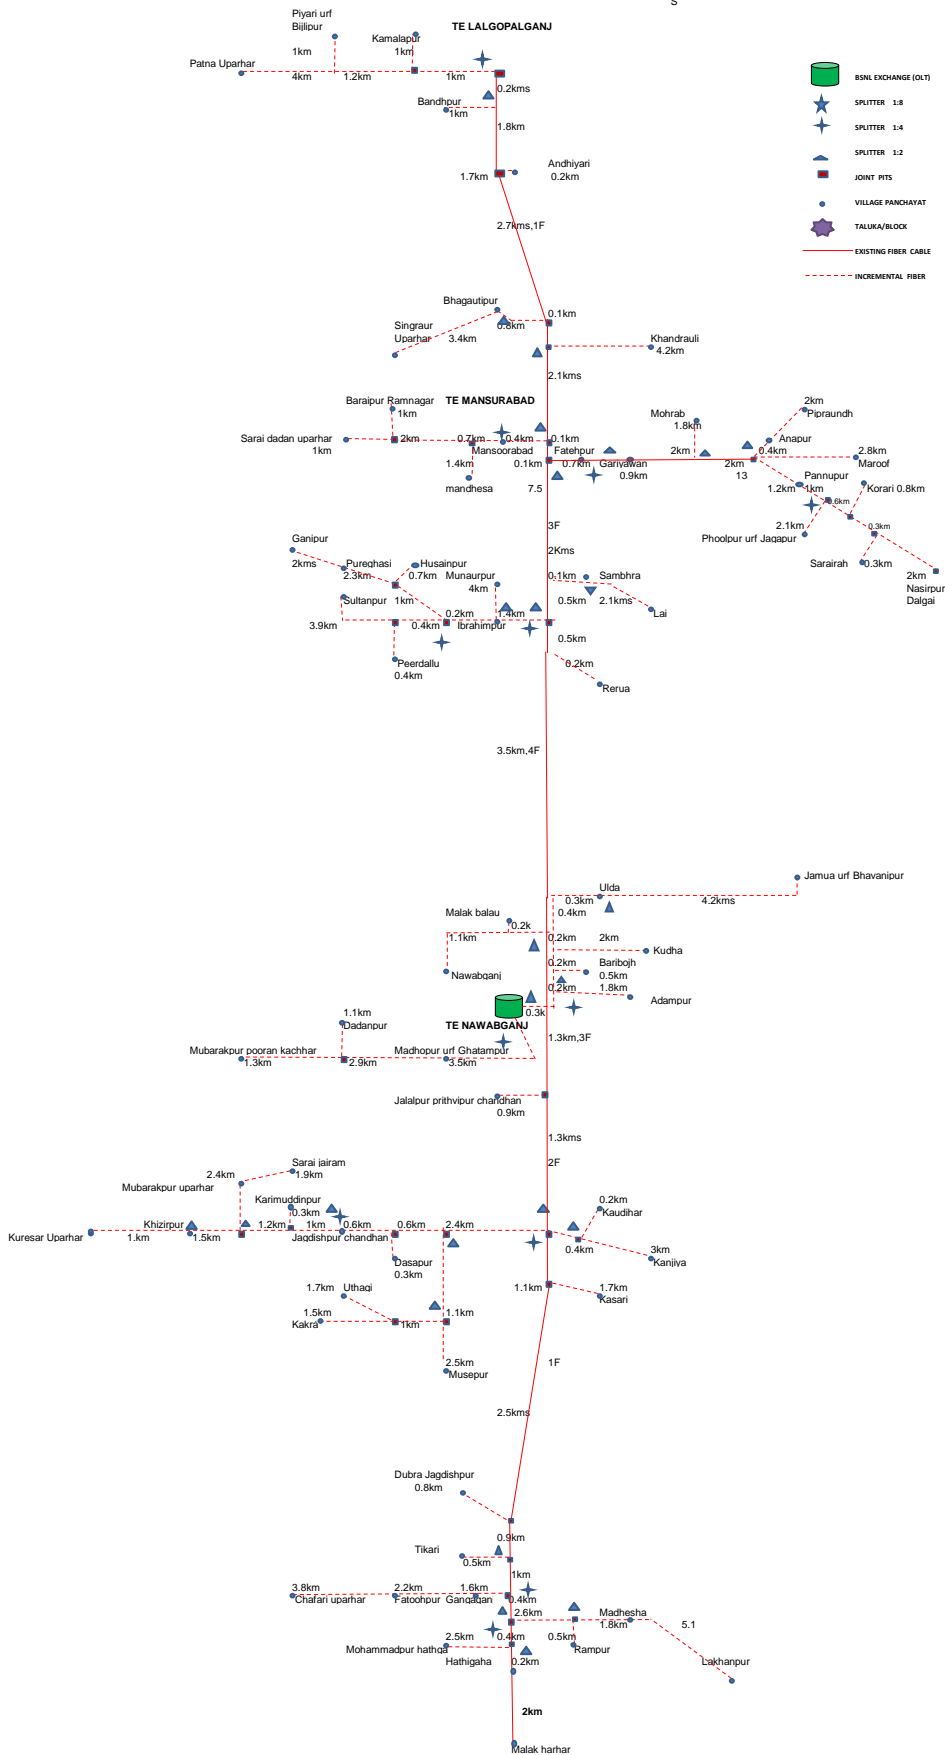 S
Piyari urf
Bijlipur
TE LALGOPALGANJ
Kamalapur
1km
1km
Patna Uparhar
4km
1.2km
1km
BSNL EXCHANGE (OLT)
0.2kms
SPLITTER 1:8
Bandhpur
1km
1.8km
SPLITTER 1:4
SPLITTER 1:2
Andhiyari
1.7km
0.2km
JOINT PITS
VILLAGE PANCHAYAT
2.7kms,1F
TALUKA/BLOCK
EXISTING FIBER CABLE
INCREMENTAL FIBER
Bhagautipur
0.1km
Singraur
Uparhar
0.8km
3.4km
Khandrauli
4.2km
2.1kms
Baraipur Ramnagar
1km
TE MANSURABAD
2km
Pipraundh
Mohrab
1.8km
Sarai dadan uparhar
1km
2km
0.7km
0.4km
0.1km
Mansoorabad
Fatehpur
Anapur
0.4km
2km
2.8km
Maroof
1.4km
mandhesa
0.1km
0.7km
Gariyawan
0.9km
2km
13
7.5
Pannupur
1.2km
1km
Korari 0.8km
0.6km
3F
2.1km
Phoolpur urf Jagapur
0.3km
Sarairah
0.3km
2km
Nasirpur
Dalgai
Ganipur
2kms
2Kms
Pureghasi
2.3km
Husainpur
0.7km
Munaurpur
4km
0.1km
Sambhra
Sultanpur
1km
0.5km
2.1kms
Lai
0.2km
1.4km
3.9km
0.4km
Ibrahimpur
0.5km
Peerdallu
0.4km
0.2km
Rerua
3.5km,4F
Jamua urf Bhavanipur
Ulda
0.3km
4.2kms
Malak balau
0.4km
0.2k
1.1km
0.2km
2km
Kudha
Nawabganj
0.2km
Baribojh
0.5km
0.2km
1.8km
Adampur
0.3k
1.1km
Dadanpur
TE NAWABGANJ
1.3km,3F
Mubarakpur pooran kachhar
1.3km
2.9km
Madhopur urf Ghatampur
3.5km
Jalalpur prithvipur chandhan
0.9km
1.3kms
2F
Sarai jairam
1.9km
2.4km
Mubarakpur uparhar
Karimuddinpur
0.3km
0.2km
Kaudihar
Khizirpur
1.2km
1km
0.6km
0.6km
2.4km
Kuresar Uparhar
1km
1.5km
Jagdishpur chandhan
0.4km
3km
Kanjiya
Dasapur
0.3km
1.7km
Uthagi
1.1km
1.7km
Kasari
1.5km
Kakra
1km
1.1km
2.5km
Musepur
1F
2.5kms
Dubra Jagdishpur
0.8km
0.9km
Tikari
0.5km
1km
3.8km
Chafari uparhar
2.2km
Fatoohpur
1.6km
Gangagan
0.4km
2.6km
Madhesha
1.8km
5.1
2.5km
0.4km
0.5km
Mohammadpur hathga
Rampur
Hathigaha
0.2km
Lakhanpur
2km
Malak harhar